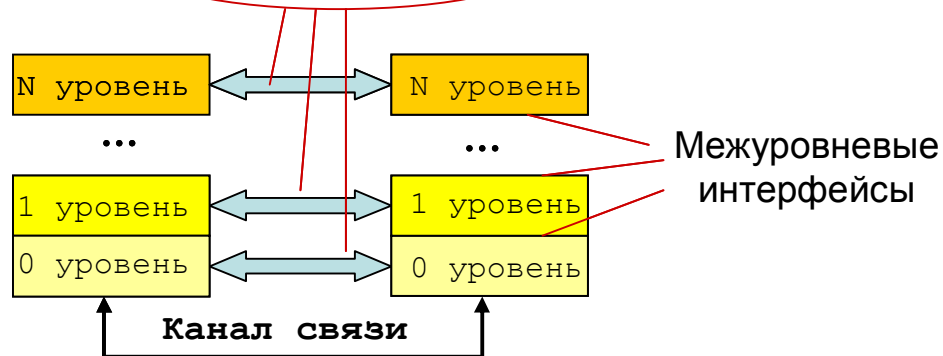 N уровень
N уровень
...
...
Межуровневые
интерфейсы
1 уровень
1 уровень
0 уровень
0 уровень
Канал связи